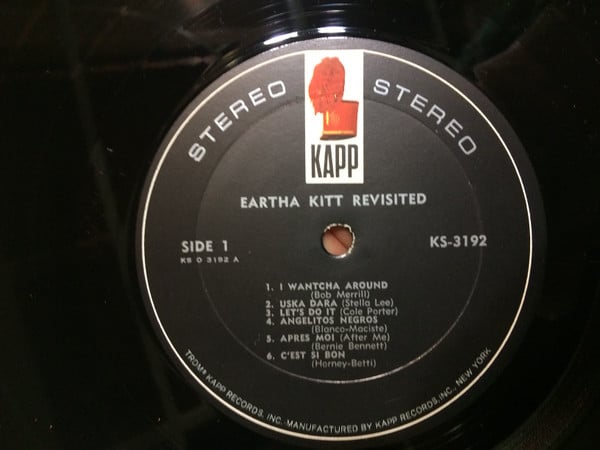 STEREO STEREO
KAPP
EARTHA KITT REVISITED
SIDE 1
KS O 3192 A
KS-3192
1. I WANTCHA AROUND
(Bob Merrill)
2. USKA DARA (Stella Lee)
3. LET'S DO IT (Cole Porter)
4. ANGELITOS NEGROS
(Blanco-Maciste)
5. APRES MOI (After Me)
(Bernie Bennett)
6. C'EST SI BON
(Horney-Betti)
TRDMK KAPP RECORDS, INC.-MANUFACTURED BY KAPP RECORDS, INC., NEW YORK